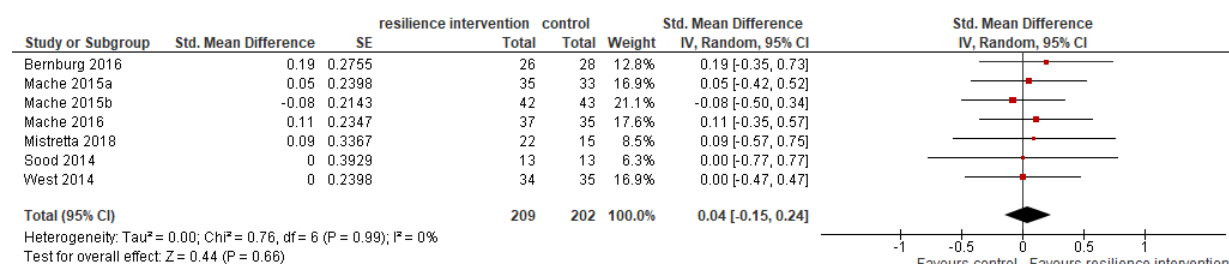 resilience intervention control Std. Mean Difference Std. Mean Difference
Study or Subgroup Std. Mean Difference SE Total Total Weight IV, Random, 95% CI IV, Random, 95% CI
Bernburg 2016 0.19 0.2755 26 28 12.8% 0.19 [-0.35, 0.73]
Mache 2015a 0.05 0.2398 35 33 16.9% 0.05 [-0.42, 0.52]
Mache 2015b -0.08 0.2143 42 43 21.1% -0.08 [-0.50, 0.34]
Mache 2016 0.11 0.2347 37 35 17.6% 0.11 [-0.35, 0.57]
Mistretta 2018 0.09 0.3367 22 15 8.5% 0.09 [-0.57, 0.75]
Sood 2014 0 0.3929 13 13 6.3% 0.00 [-0.77, 0.77]
West 2014 0 0.2398 34 35 16.9% 0.00 [-0.47, 0.47]
Total (95% CI) 209 202 100.0% 0.04 [-0.15, 0.24]
Heterogeneity: Tau² = 0.00; Chi² = 0.76, df = 6 (P = 0.99); I² = 0%
Test for overall effect: Z = 0.44 (P = 0.66)
-1 -0.5 0 0.5 1
Favours control Favours resilience intervention